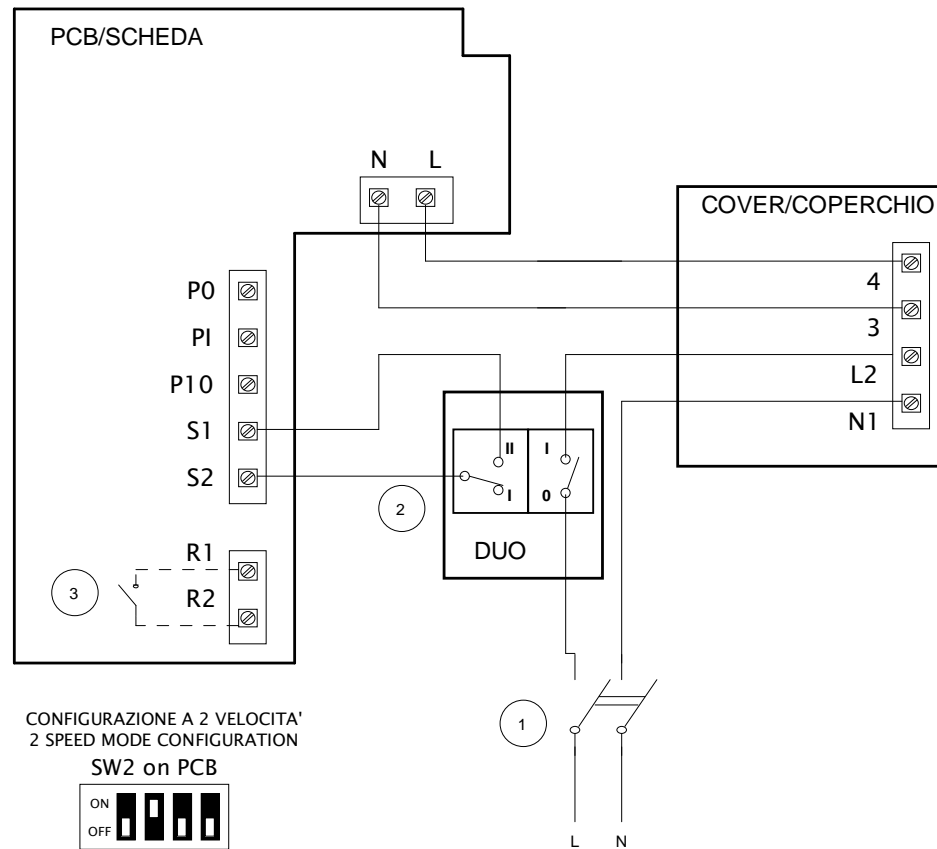 PCB/SCHEDA
N L
COVER/COPERCHIO
4
3
L2
N1
P0
PI
P10
S1
S2
II I
I 0
2
DUO
R1
3
R2
1
CONFIGURAZIONE A 2 VELOCITA'
2 SPEED MODE CONFIGURATION
SW2 on PCB
ON
OFF
L N